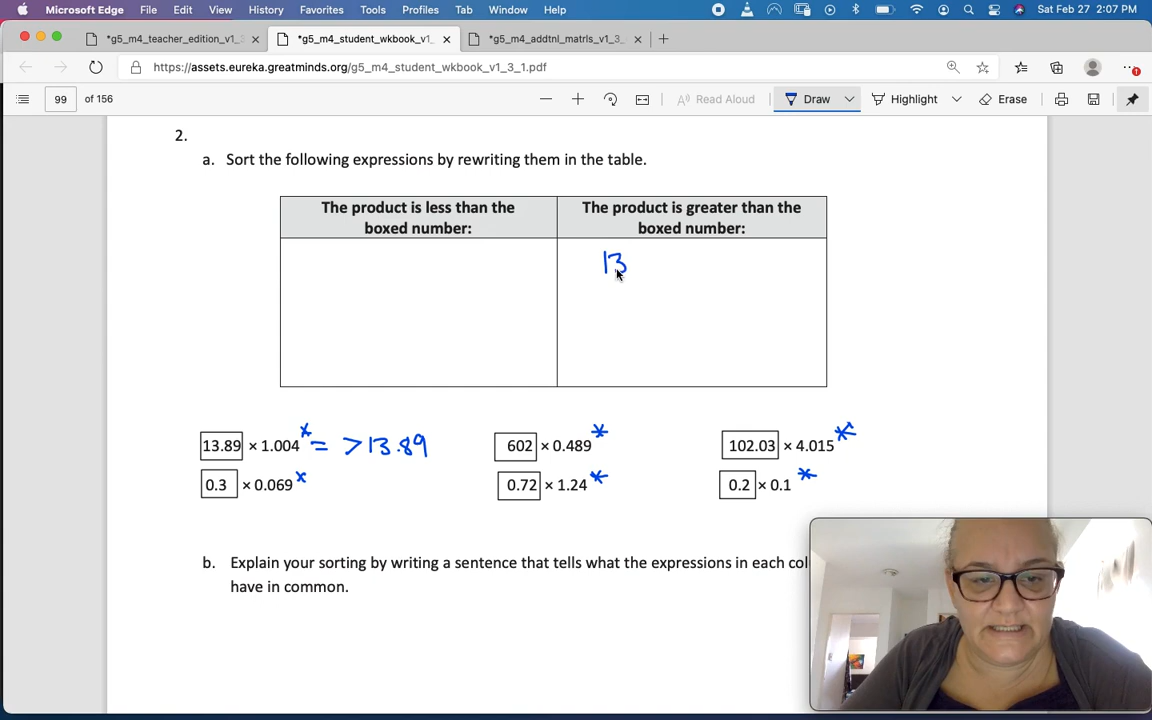 Microsoft Edge File Edit View History Favorites Tools Profiles Tab Window Help Sat Feb 27 2:07 PM
*g5_m4_teacher_edition_v1_3 *g5_m4_student_wkbook_v1_ *g5_m4_addtnl_matrls_v1_3_
https://assets.eureka.greatminds.org/g5_m4_student_wkbook_v1_3_1.pdf
99 of 156 Read Aloud Draw Highlight Erase
2.
a. Sort the following expressions by rewriting them in the table.
The product is less than the boxed number: The product is greater than the boxed number:
13
13.89 × 1.004 x = >13.89 602 × 0.489 * 102.03 × 4.015 *x
0.3 × 0.069 x 0.72 × 1.24 * 0.2 × 0.1 *
b. Explain your sorting by writing a sentence that tells what the expressions in each col
have in common.